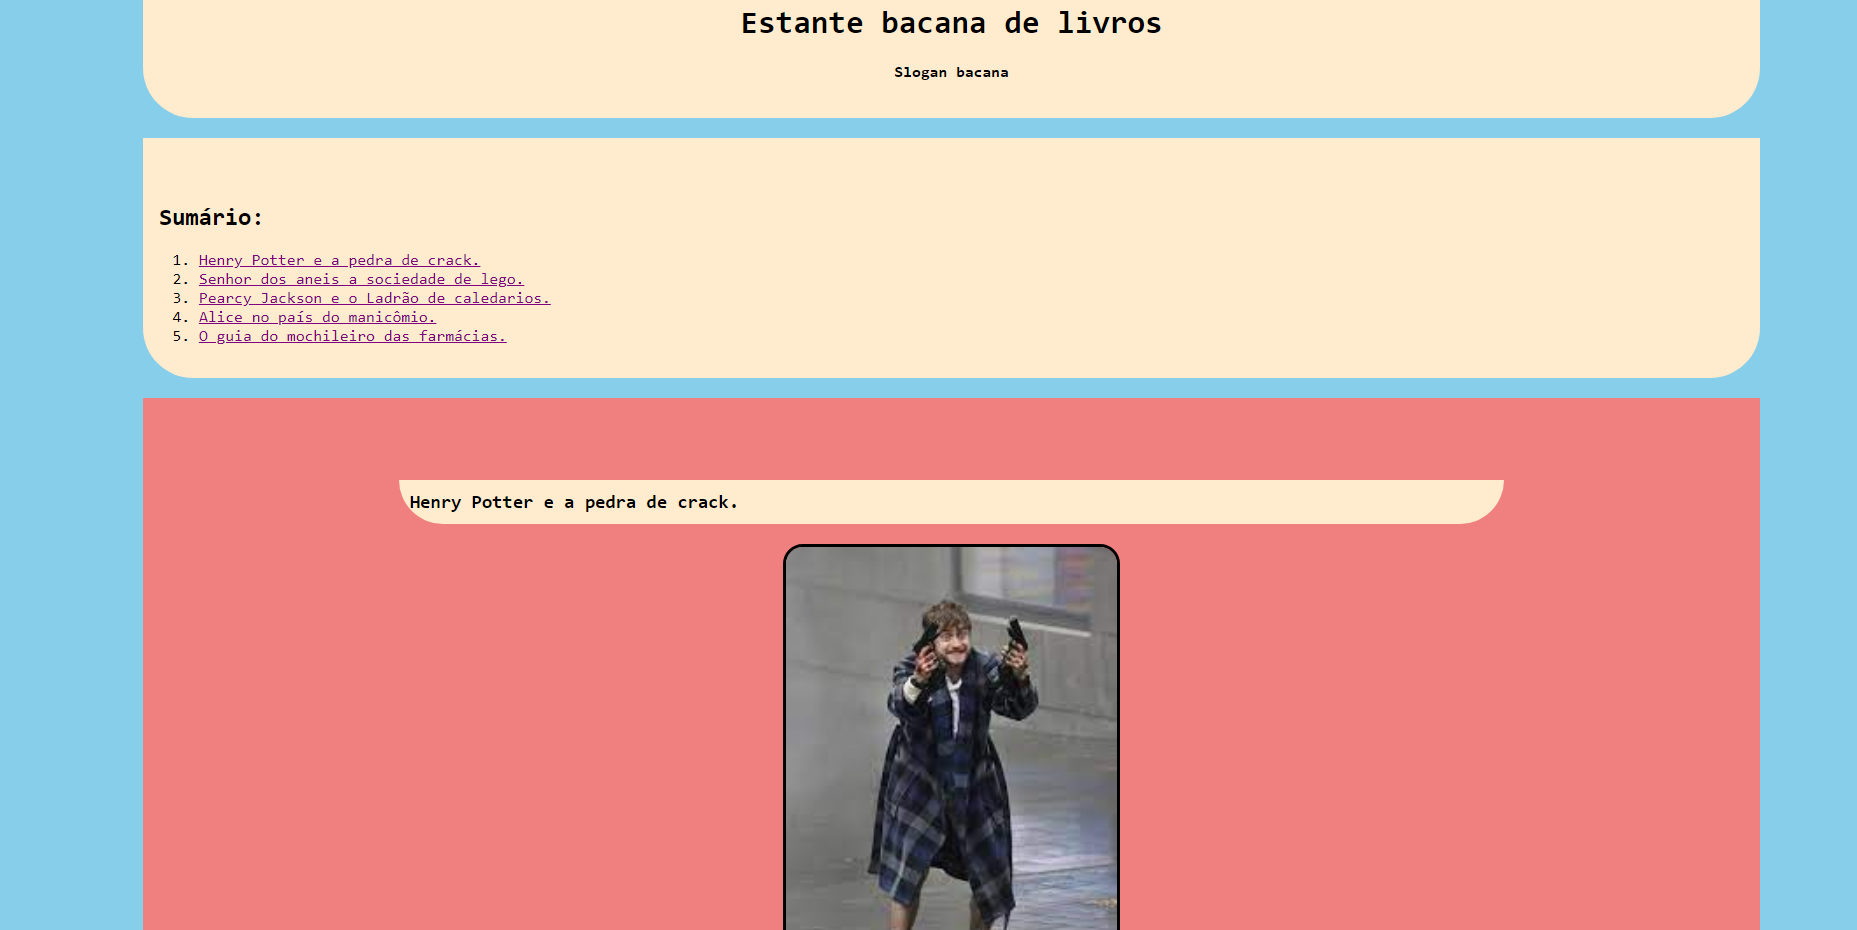 Estante bacana de livros
Slogan bacana
Sumário:
1. Henry Potter e a pedra de crack.
2. Senhor dos aneis a sociedade de lego.
3. Pearcy Jackson e o Ladrão de caledarios.
4. Alice no país do manicômio.
5. O guia do mochileiro das farmácias.
Henry Potter e a pedra de crack.